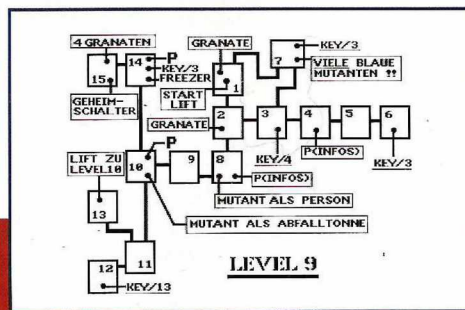 4 GRANATEN
14
P
KEY/3
FREEZER
15
GEHEIM-
SCHALTER
GRANATE
1
START
LIFT
7
KEY/3
VIELE BLAUE
MUTANTEN !!
GRANATE
2
3
4
5
6
KEY/4
P(INFOS)
KEY/3
P
10
9
8
P(INFOS)
MUTANT ALS PERSON
MUTANT ALS ABFALLTONNE
LIFT ZU
LEVEL10
13
12
11
KEY/13
LEVEL 9